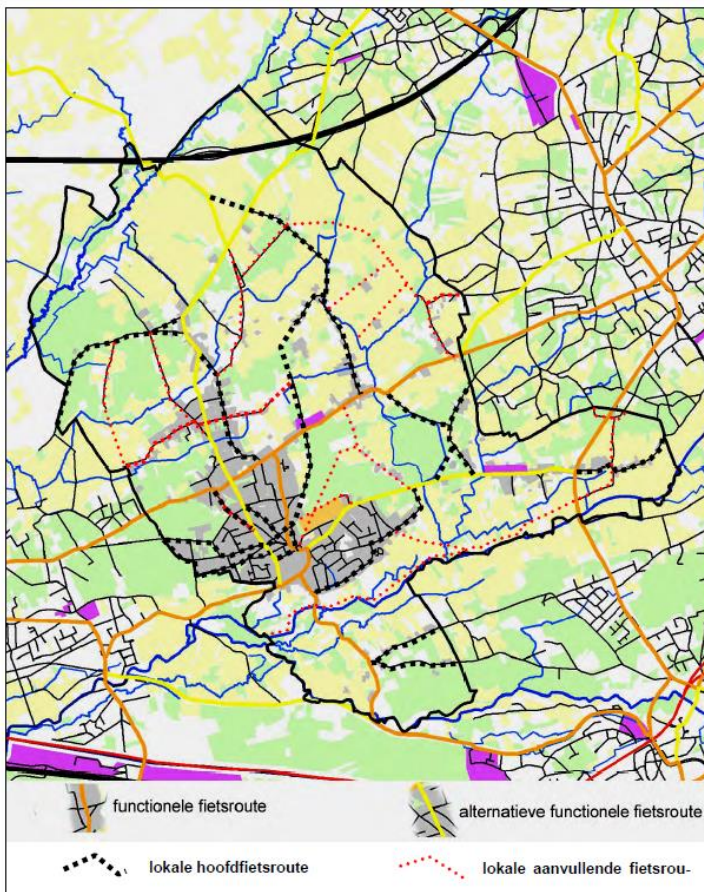 functionele fietsroute
alternatieve functionele fietsroute
lokale hoofdfietsroute
lokale aanvullende fietsrou-